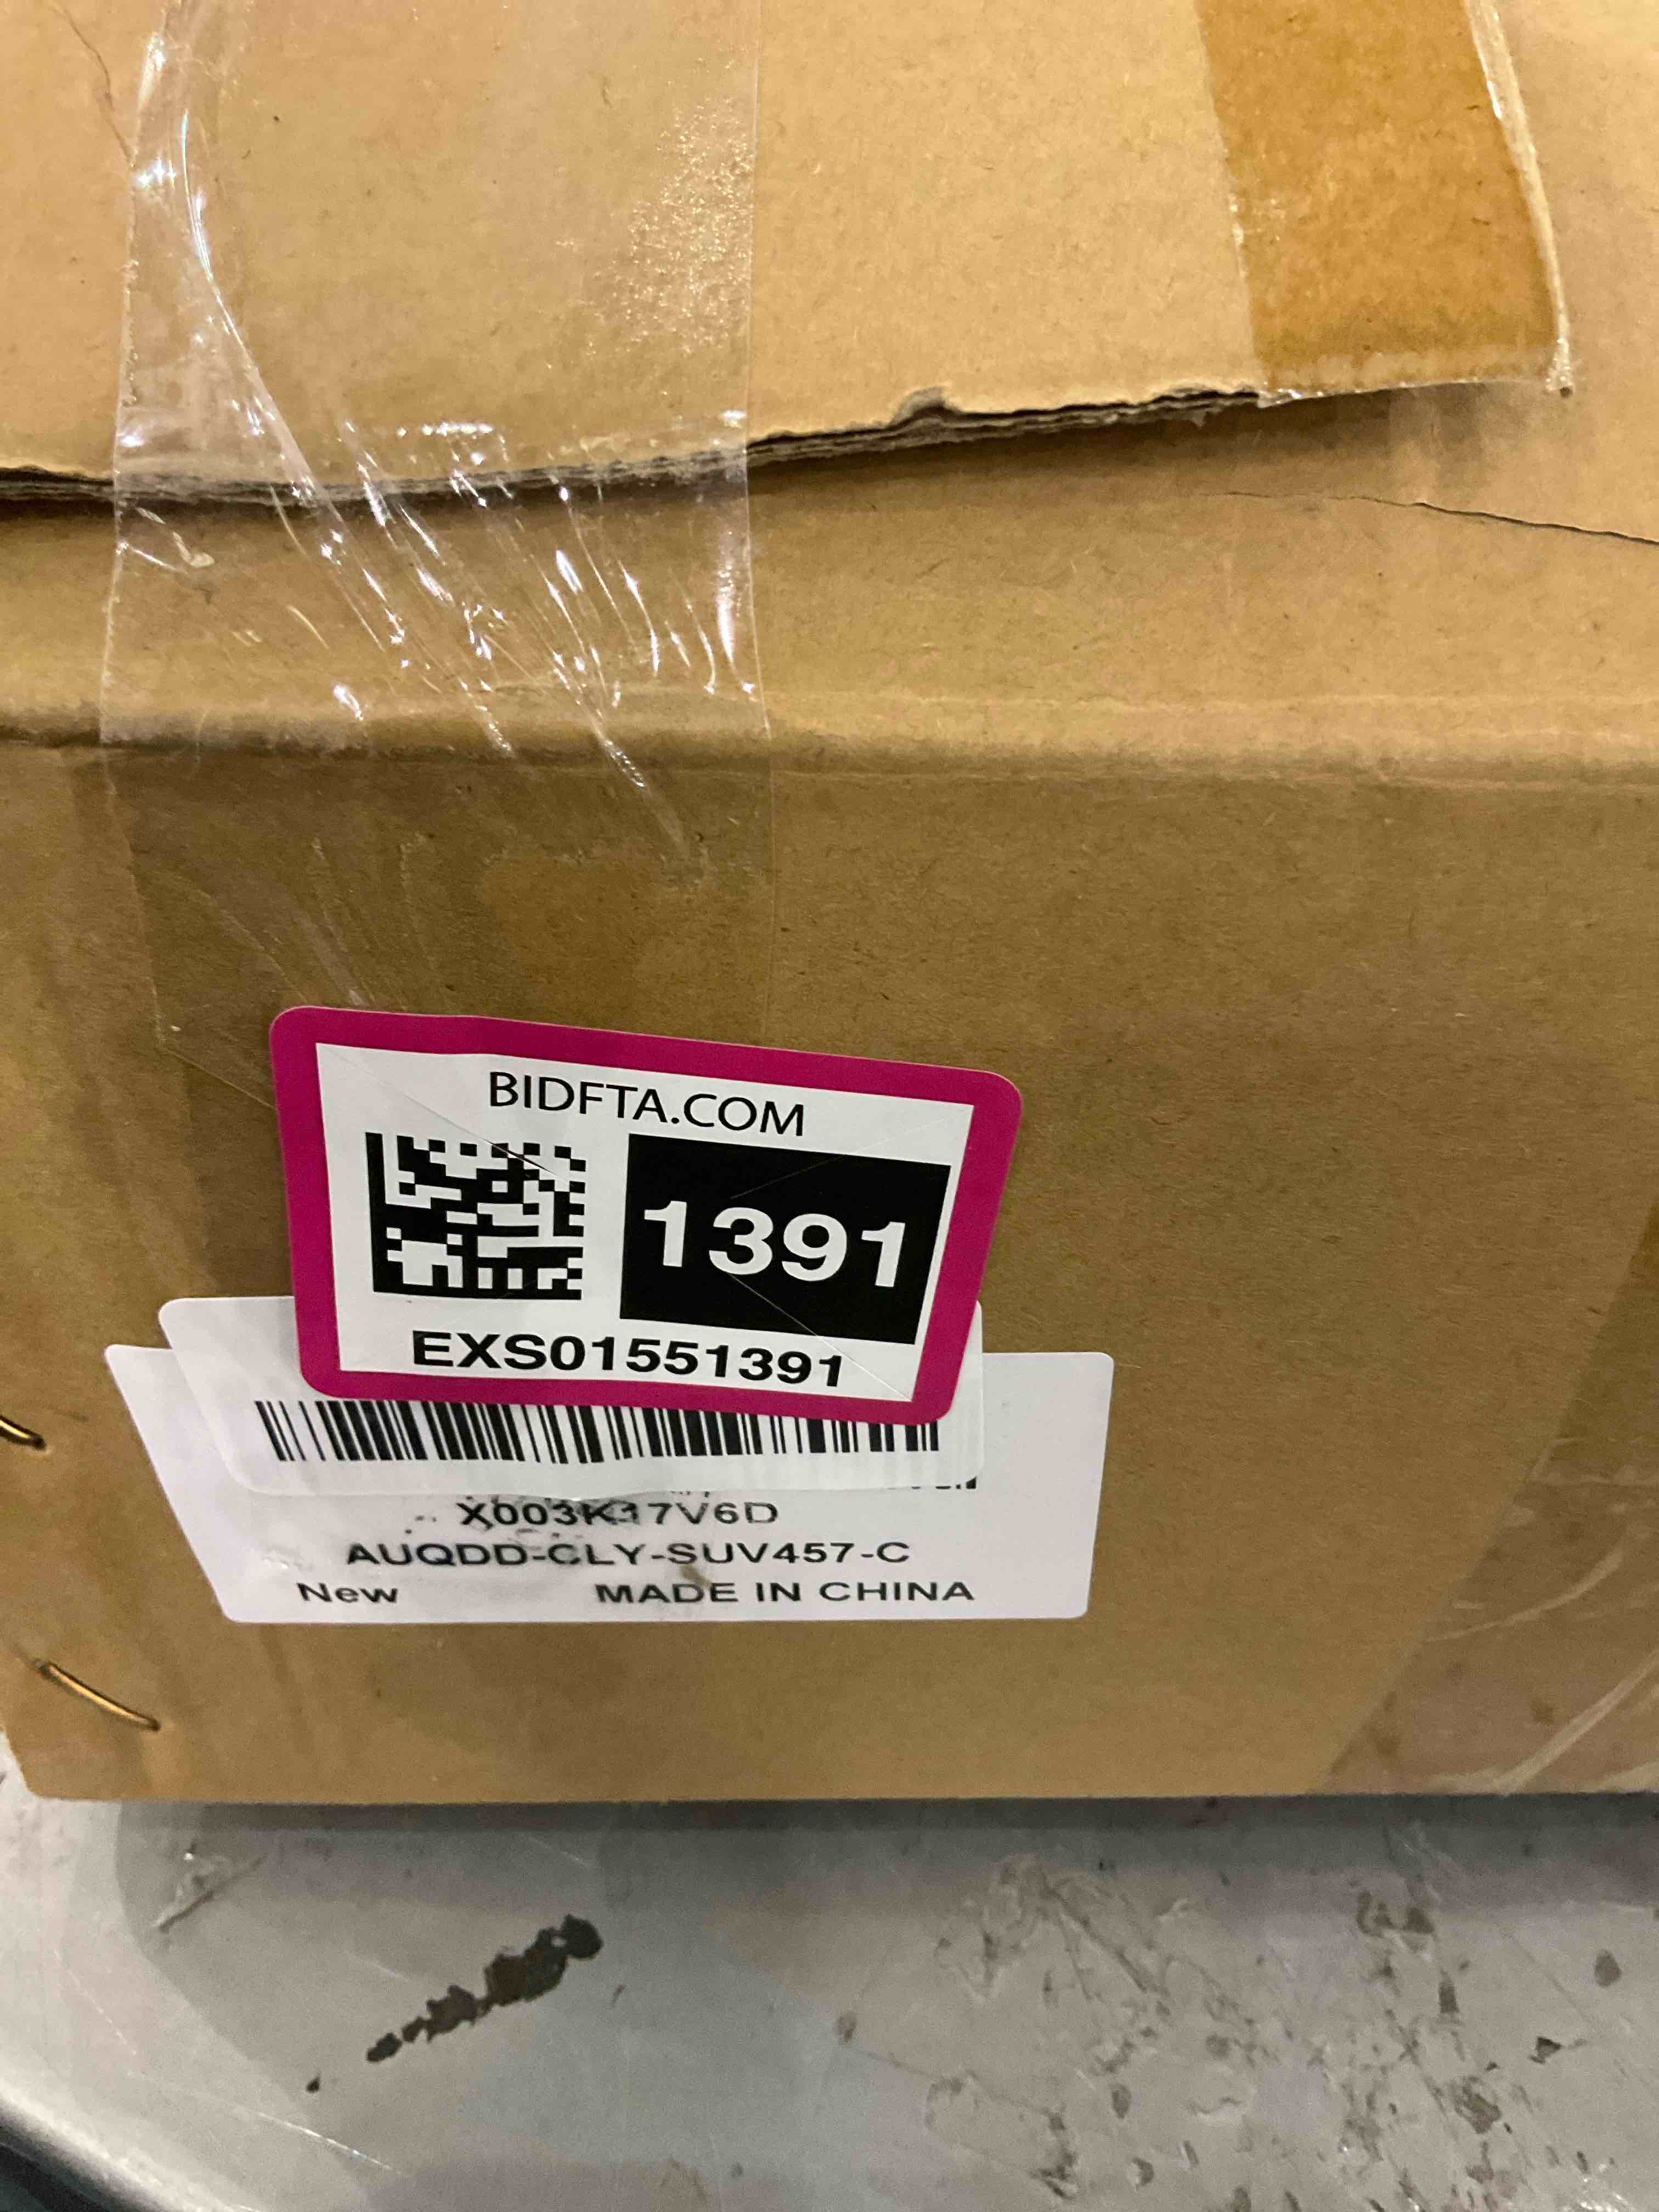 BIDFTA.COM
1391
EXS01551391
X003K17V6D
AUQDD-CLY-SUV457-C
New MADE IN CHINA